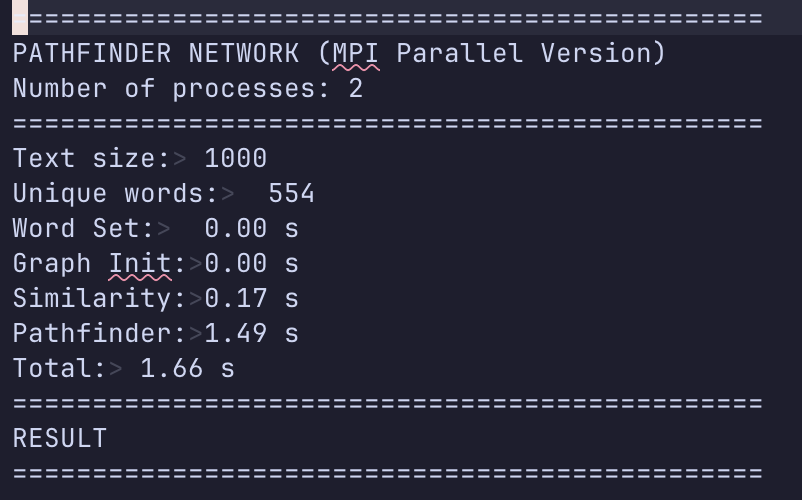 ===============================================
PATHFINDER NETWORK (MPI Parallel Version)
Number of processes: 2
===============================================
Text size:> 1000
Unique words:>  554
Word Set:>  0.00 s
Graph Init:>0.00 s
Similarity:>0.17 s
Pathfinder:>1.49 s
Total:> 1.66 s
===============================================
RESULT
===============================================